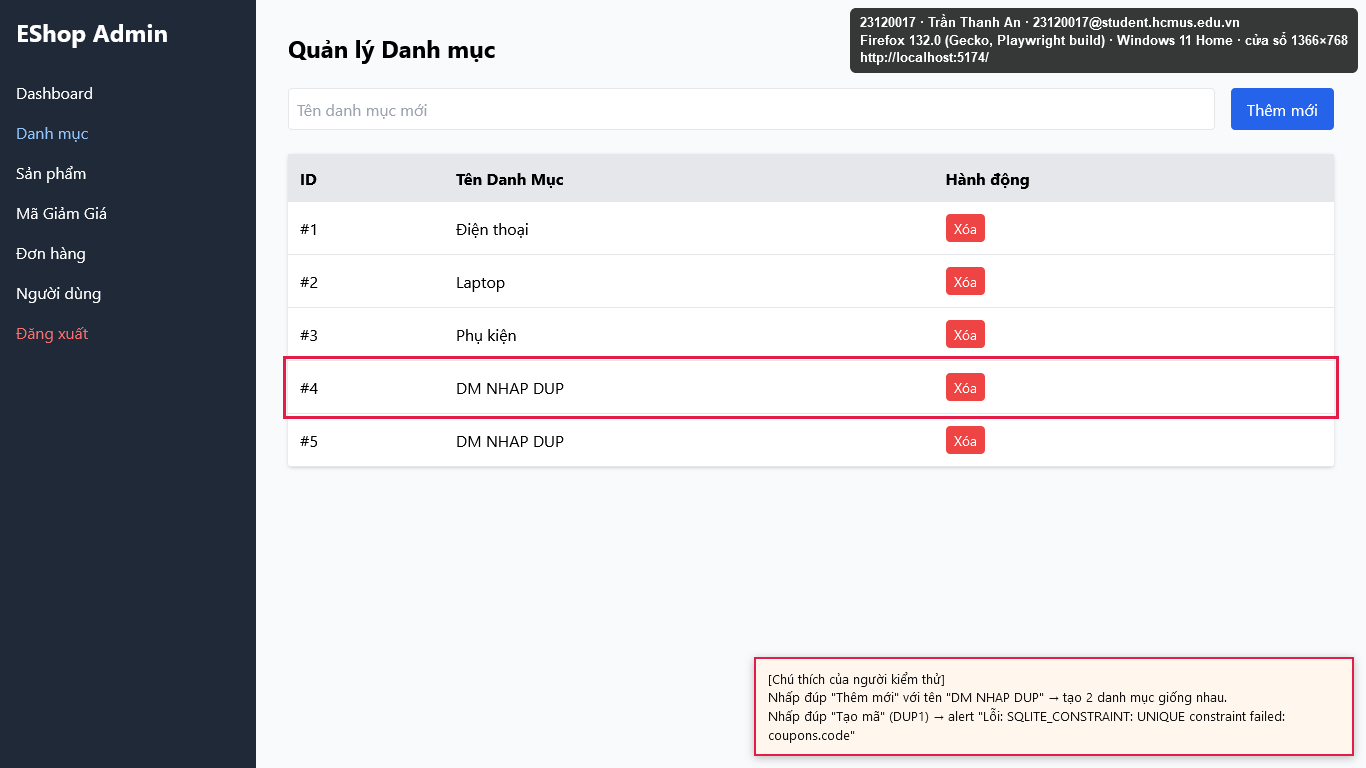 EShop Admin
Dashboard
Danh mục
Sản phẩm
Mã Giảm Giá
Đơn hàng
Người dùng
Đăng xuất
23120017 · Trần Thanh An · 23120017@student.hcmus.edu.vn
Firefox 132.0 (Gecko, Playwright build) · Windows 11 Home · cửa sổ 1366×768
http://localhost:5174/
Quản lý Danh mục
Tên danh mục mới
Thêm mới
ID Tên Danh Mục Hành động
#1 Điện thoại Xóa
#2 Laptop Xóa
#3 Phụ kiện Xóa
#4 DM NHAP DUP Xóa
#5 DM NHAP DUP Xóa
[Chú thích của người kiểm thử]
Nhấp đúp "Thêm mới" với tên "DM NHAP DUP" → tạo 2 danh mục giống nhau.
Nhấp đúp "Tạo mã" (DUP1) → alert "Lỗi: SQLITE_CONSTRAINT: UNIQUE constraint failed:
coupons.code"